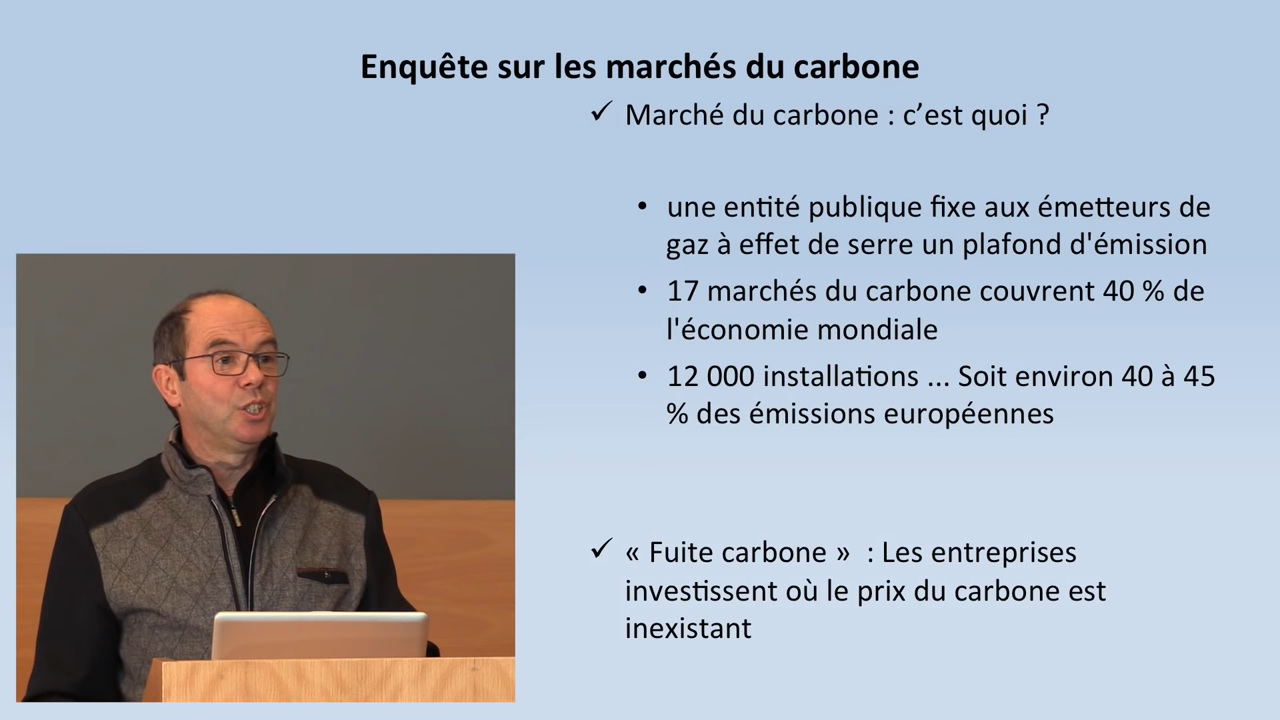 Enquête sur les marchés du carbone
✓ Marché du carbone : c’est quoi ?
• une entité publique fixe aux émetteurs de
gaz à effet de serre un plafond d'émission
• 17 marchés du carbone couvrent 40 % de
l'économie mondiale
• 12 000 installations ... Soit environ 40 à 45
% des émissions européennes
✓ « Fuite carbone »  : Les entreprises
investissent où le prix du carbone est
inexistant